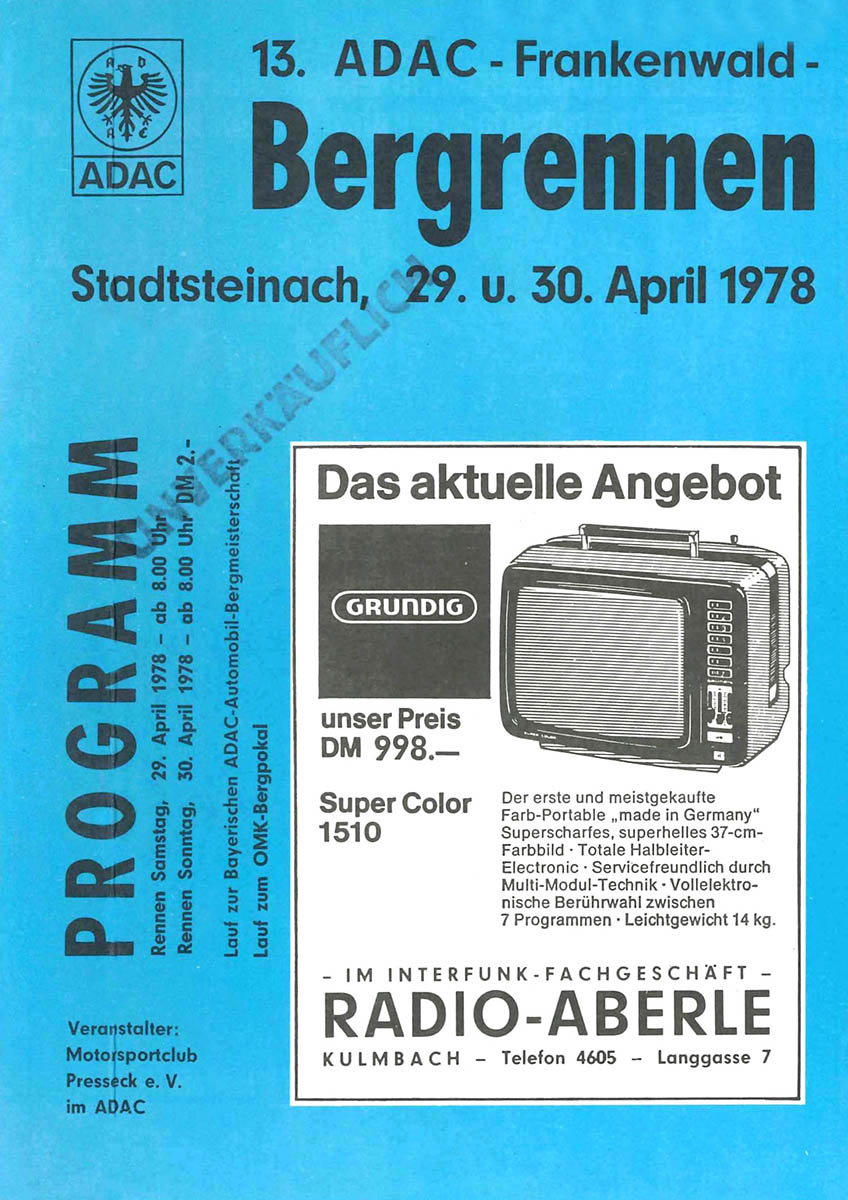 A D
A C
ADAC
13. ADAC - Frankenwald -
Bergrennen
Stadtsteinach, 29. u. 30. April 1978
UNVERKÄUFLICH
PROGRAMM
Rennen Samstag, 29. April 1978 – ab 8.00 Uhr
Rennen Sonntag, 30. April 1978 – ab 8.00 Uhr DM 2.-
Lauf zur Bayerischen ADAC-Automobil-Bergmeisterschaft
Lauf zum OMK-Bergpokal
Veranstalter:
Motorsportclub
Presseck e. V.
im ADAC
Das aktuelle Angebot
GRUNDIG
unser Preis
DM 998.—
Super Color
1510
SUPER COLOR
Der erste und meistgekaufte
Farb-Portable „made in Germany“
Superscharfes, superhelles 37-cm-
Farbbild · Totale Halbleiter-
Electronic · Servicefreundlich durch
Multi-Modul-Technik · Vollelektro-
nische Berührwahl zwischen
7 Programmen · Leichtgewicht 14 kg.
– IM INTERFUNK-FACHGESCHÄFT –
RADIO-ABERLE
KULMBACH – Telefon 4605 – Langgasse 7